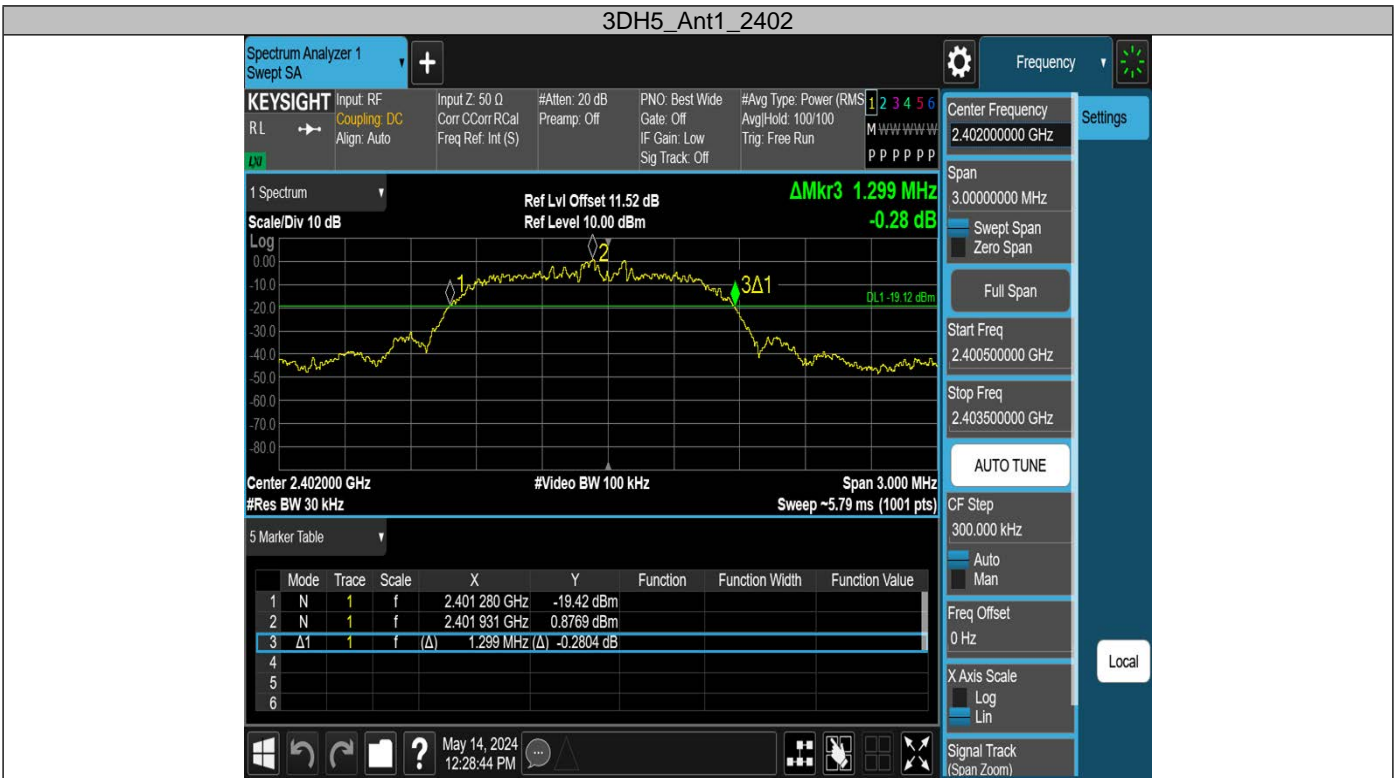 3DH5_Ant1_2402
Spectrum Analyzer 1
Swept SA
+
Frequency
KEYSIGHT
RL
LXI
Input: RF
Coupling: DC
Align: Auto
Input Z: 50 Ω
Corr CCorr RCal
Freq Ref: Int (S)
#Atten: 20 dB
Preamp: Off
PNO: Best Wide
Gate: Off
IF Gain: Low
Sig Track: Off
#Avg Type: Power (RMS
Avg|Hold: 100/100
Trig: Free Run
1 2 3 4 5 6
M W W W W W
P P P P P P
1 Spectrum
Scale/Div 10 dB
Log
Ref Lvl Offset 11.52 dB
Ref Level 10.00 dBm
ΔMkr3 1.299 MHz
-0.28 dB
0.00
-10.0
-20.0
-30.0
-40.0
-50.0
-60.0
-70.0
-80.0
1
2
3Δ1
DL1 -19.12 dBm
Center 2.402000 GHz
#Res BW 30 kHz
#Video BW 100 kHz
Span 3.000 MHz
Sweep ~5.79 ms (1001 pts)
5 Marker Table
Mode Trace Scale X Y Function Function Width Function Value
1 N 1 f 2.401 280 GHz -19.42 dBm
2 N 1 f 2.401 931 GHz 0.8769 dBm
3 Δ1 1 f (Δ) 1.299 MHz (Δ) -0.2804 dB
4
5
6
?
May 14, 2024
12:28:44 PM
Center Frequency
2.402000000 GHz
Settings
Span
3.00000000 MHz
Swept Span
Zero Span
Full Span
Start Freq
2.400500000 GHz
Stop Freq
2.403500000 GHz
AUTO TUNE
CF Step
300.000 kHz
Auto
Man
Freq Offset
0 Hz
X Axis Scale
Log
Lin
Local
Signal Track
(Span Zoom)